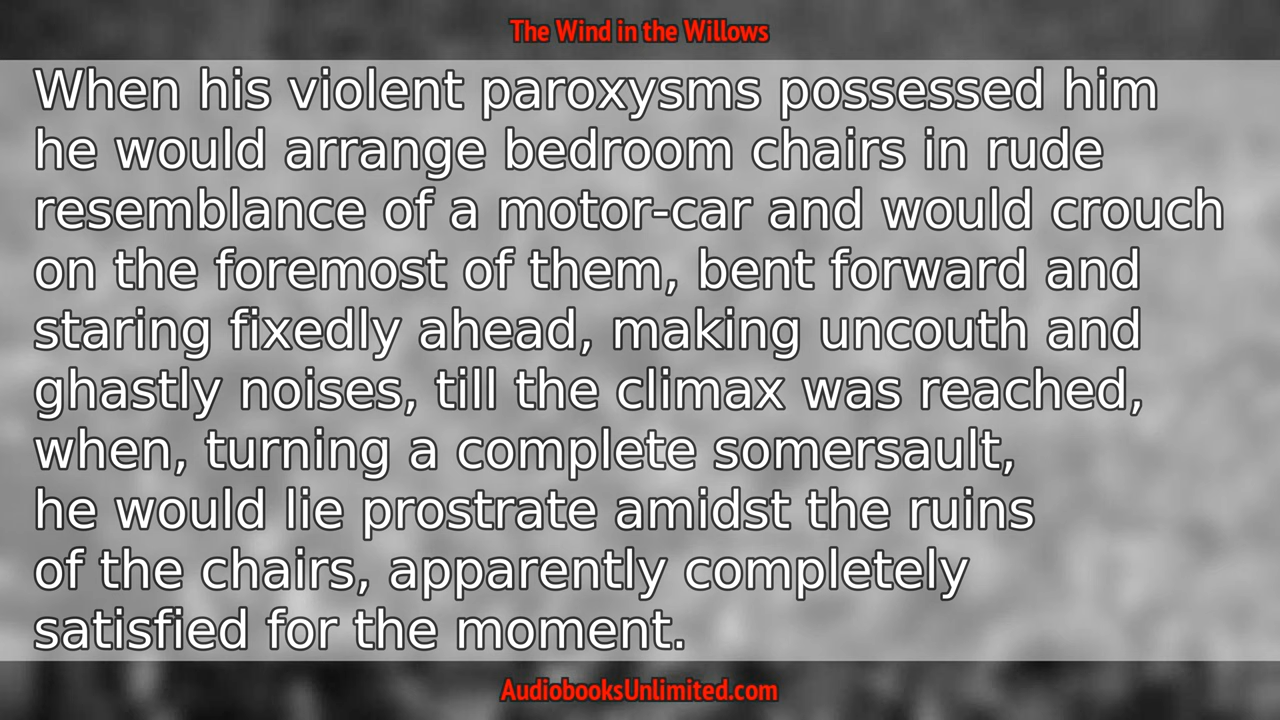 The Wind in the Willows
When his violent paroxysms possessed him
he would arrange bedroom chairs in rude
resemblance of a motor-car and would crouch
on the foremost of them, bent forward and
staring fixedly ahead, making uncouth and
ghastly noises, till the climax was reached,
when, turning a complete somersault,
he would lie prostrate amidst the ruins
of the chairs, apparently completely
satisfied for the moment.
AudiobooksUnlimited.com